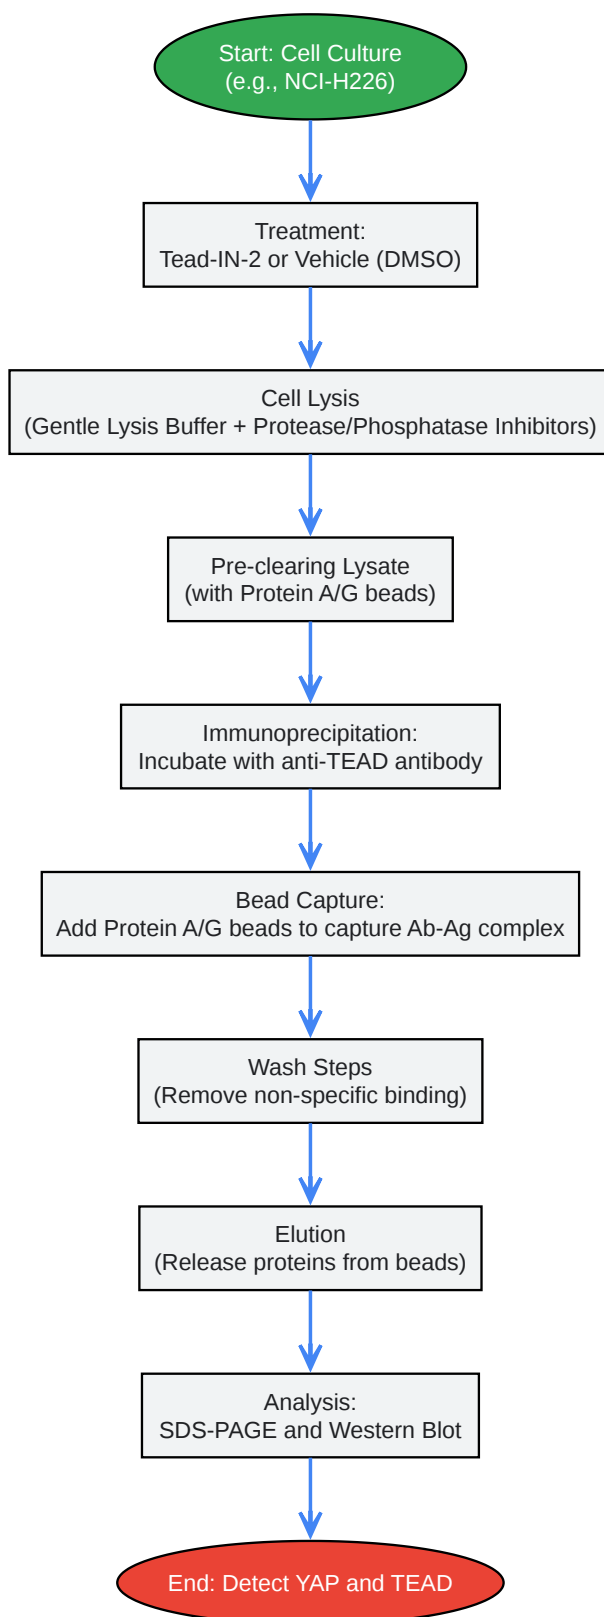 Start: Cell Culture
(e.g., NCI-H226)
Treatment:
Tead-IN-2 or Vehicle (DMSO)
Cell Lysis
(Gentle Lysis Buffer + Protease/Phosphatase Inhibitors)
Pre-clearing Lysate
(with Protein A/G beads)
Immunoprecipitation:
Incubate with anti-TEAD antibody
Bead Capture:
Add Protein A/G beads to capture Ab-Ag complex
Wash Steps
(Remove non-specific binding)
Elution
(Release proteins from beads)
Analysis:
SDS-PAGE and Western Blot
End: Detect YAP and TEAD